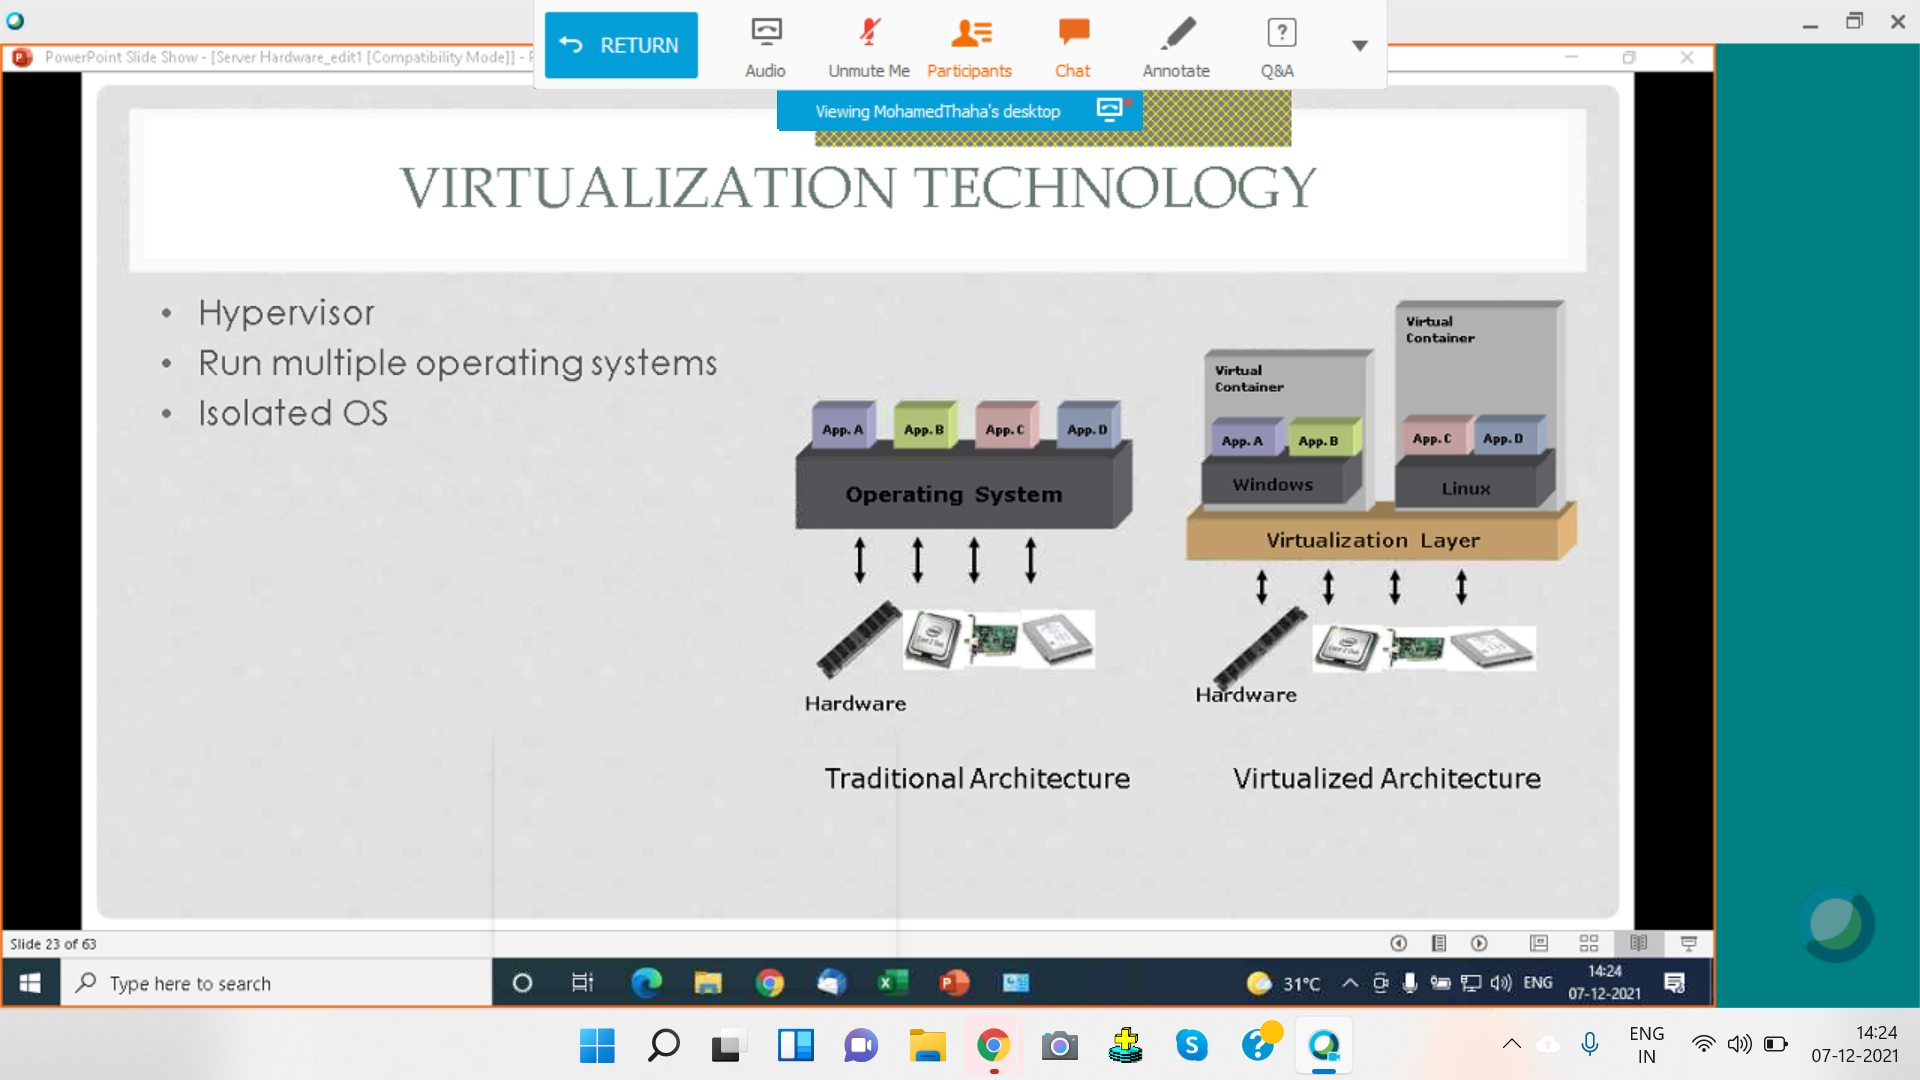 RETURN
Audio
Unmute Me
Participants
Chat
Annotate
Q&A
PowerPoint Slide Show - [Server Hardware_edit1 [Compatibility Mode]] -
Viewing MohamedThaha's desktop
VIRTUALIZATION TECHNOLOGY
• Hypervisor
• Run multiple operating systems
• Isolated OS
App. A
App. B
App. C
App. D
Operating System
Hardware
Traditional Architecture
Virtual
Container
Virtual
Container
App. A
App. B
App. C
App. D
Windows
Linux
Virtualization Layer
Hardware
Virtualized Architecture
Slide 23 of 63
Type here to search
31°C
ENG
14:24
07-12-2021
ENG
IN
14:24
07-12-2021